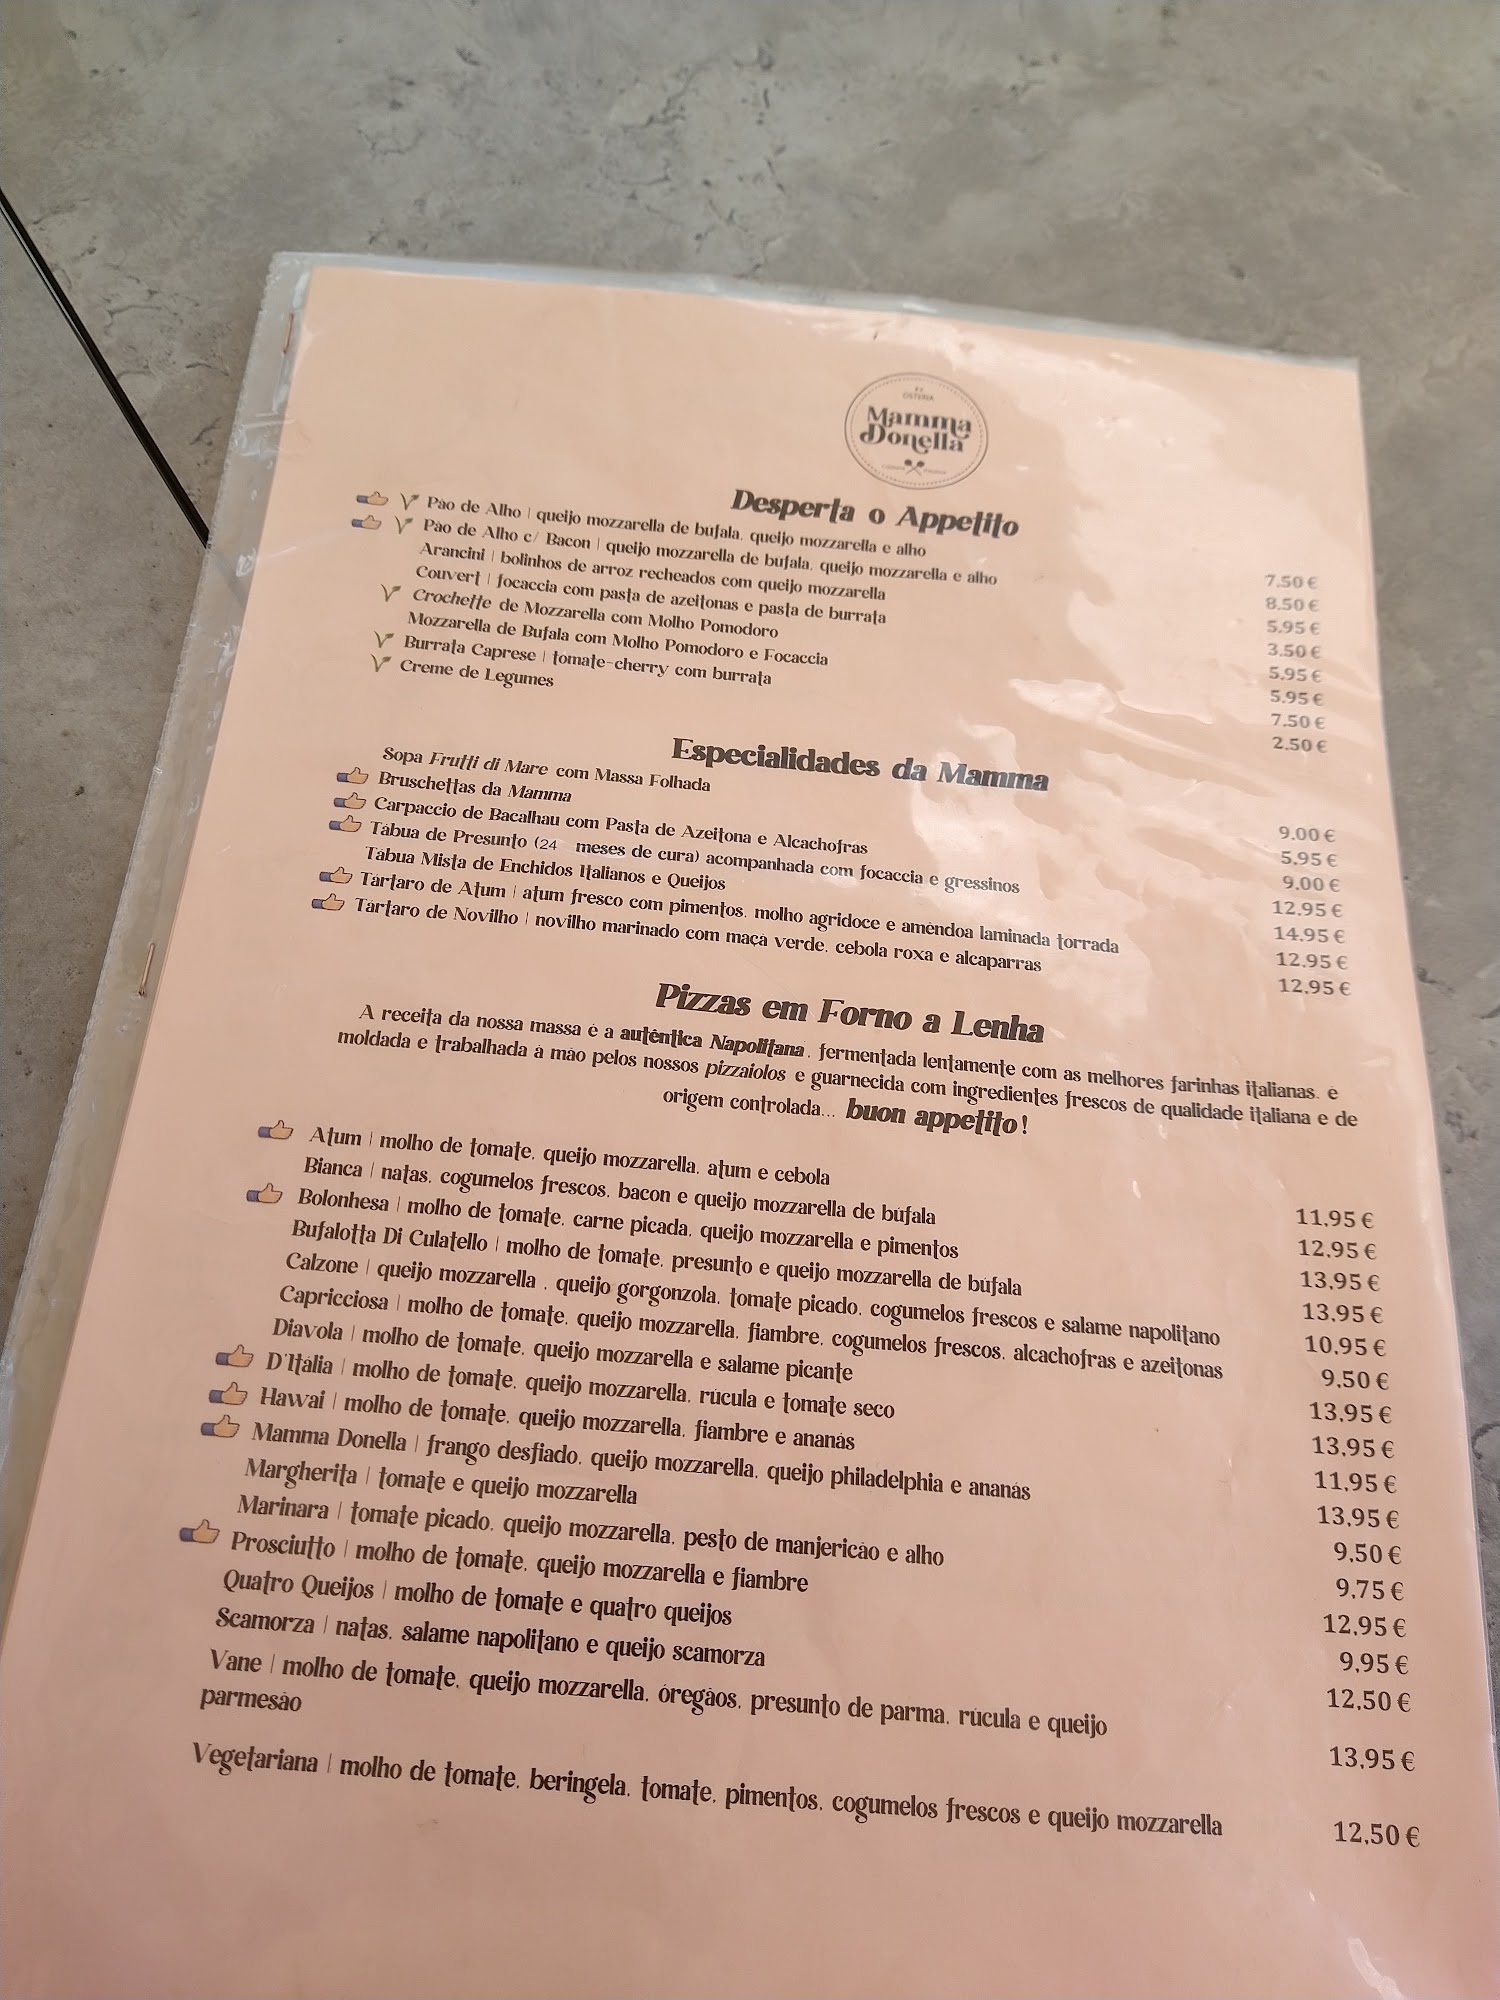 OSTERIA
Mamma
Donella
Desperta o Appetito
Pão de Alho | queijo mozzarella de bufala, queijo mozzarella e alho 7,50 €
Pão de Alho c/ Bacon | queijo mozzarella de bufala, queijo mozzarella e alho 8,50 €
Arancini | bolinhos de arroz recheados com queijo mozzarella 5,95 €
Couvert | focaccia com pasta de azeitonas e pasta de burrata 3,50 €
Crochette de Mozzarella com Molho Pomodoro 5,95 €
Mozzarella de Bufala com Molho Pomodoro e Focaccia 5,95 €
Burrata Caprese | tomate-cherry com burrata 7,50 €
Creme de Legumes 2,50 €
Especialidades da Mamma
Sopa Frutti di Mare com Massa Folhada 9,00 €
Bruschettas da Mamma 5,95 €
Carpaccio de Bacalhau com Pasta de Azeitona e Alcachofras 9,00 €
Tábua de Presunto (24 meses de cura) acompanhada com focaccia e gressinos 12,95 €
Tábua Mista de Enchidos Italianos e Queijos 14,95 €
Tártaro de Atum | atum fresco com pimentos, molho agridoce e amêndoa laminada torrada 12,95 €
Tártaro de Novilho | novilho marinado com maçã verde, cebola roxa e alcaparras 12,95 €
Pizzas em Forno a Lenha
A receita da nossa massa é a autêntica Napolitana, fermentada lentamente com as melhores farinhas italianas, é
moldada e trabalhada à mão pelos nossos pizzaiolos e guarnecida com ingredientes frescos de qualidade italiana e de
origem controlada... buon appetito!
Atum | molho de tomate, queijo mozzarella, atum e cebola 11,95 €
Bianca | natas, cogumelos frescos, bacon e queijo mozzarella de búfala 12,95 €
Bolonhesa | molho de tomate, carne picada, queijo mozzarella e pimentos 13,95 €
Bufalotta Di Culatello | molho de tomate, presunto e queijo mozzarella de búfala 13,95 €
Calzone | queijo mozzarella , queijo gorgonzola, tomate picado, cogumelos frescos e salame napolitano 10,95 €
Capricciosa | molho de tomate, queijo mozzarella, fiambre, cogumelos frescos, alcachofras e azeitonas 9,50 €
Diavola | molho de tomate, queijo mozzarella e salame picante 13,95 €
D'Itália | molho de tomate, queijo mozzarella, rúcula e tomate seco 13,95 €
Hawai | molho de tomate, queijo mozzarella, fiambre e ananás 11,95 €
Mamma Donella | frango desfiado, queijo mozzarella, queijo philadelphia e ananás 13,95 €
Margherita | tomate e queijo mozzarella 9,50 €
Marinara | tomate picado, queijo mozzarella, pesto de manjericão e alho 9,75 €
Prosciutto | molho de tomate, queijo mozzarella e fiambre 12,95 €
Quatro Queijos | molho de tomate e quatro queijos 9,95 €
Scamorza | natas, salame napolitano e queijo scamorza 12,50 €
Vane | molho de tomate, queijo mozzarella, óregãos, presunto de parma, rúcula e queijo
parmesão 13,95 €
Vegetariana | molho de tomate, beringela, tomate, pimentos, cogumelos frescos e queijo mozzarella 12,50 €